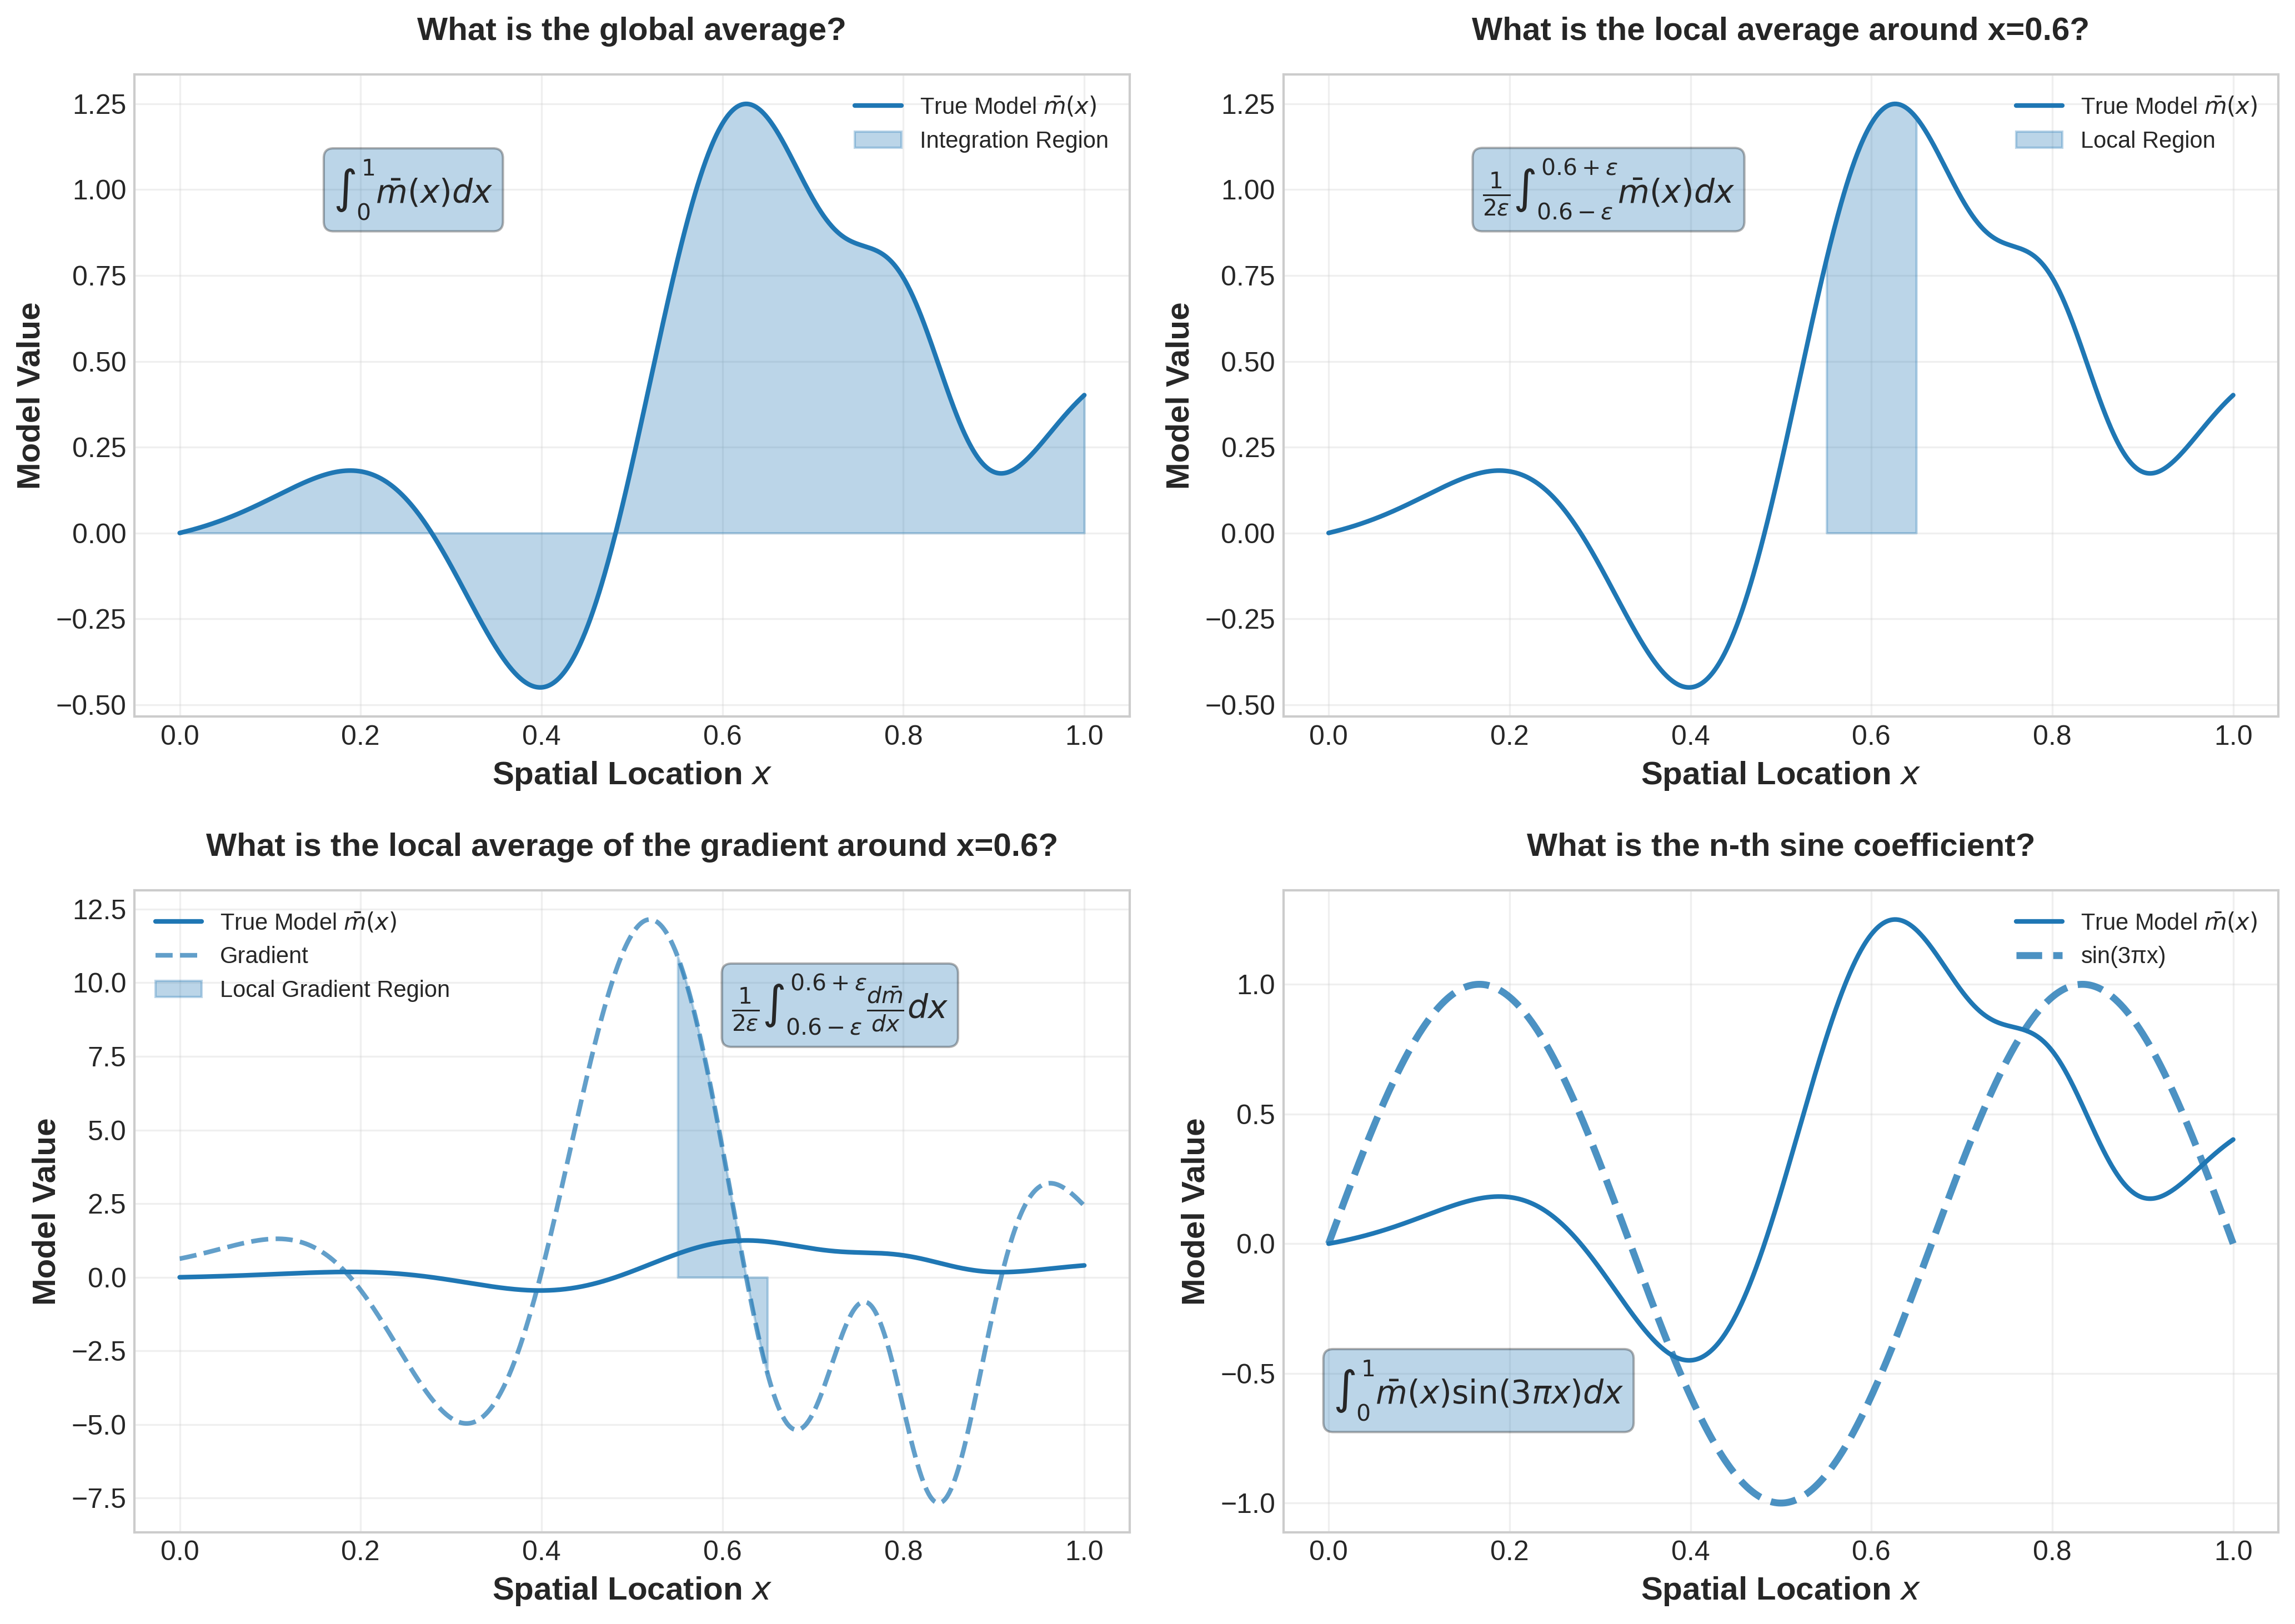 What is the global average?
True Model m̄(x)
Integration Region
∫₀¹ m̄(x)dx
Model Value
1.25
1.00
0.75
0.50
0.25
0.00
−0.25
−0.50
0.0 0.2 0.4 0.6 0.8 1.0
Spatial Location x
What is the local average around x=0.6?
True Model m̄(x)
Local Region
1/2ε ∫_{0.6−ε}^{0.6+ε} m̄(x)dx
Model Value
1.25
1.00
0.75
0.50
0.25
0.00
−0.25
−0.50
0.0 0.2 0.4 0.6 0.8 1.0
Spatial Location x
What is the local average of the gradient around x=0.6?
True Model m̄(x)
Gradient
Local Gradient Region
1/2ε ∫_{0.6−ε}^{0.6+ε} dm̄/dx dx
Model Value
12.5
10.0
7.5
5.0
2.5
0.0
−2.5
−5.0
−7.5
0.0 0.2 0.4 0.6 0.8 1.0
Spatial Location x
What is the n-th sine coefficient?
True Model m̄(x)
sin(3πx)
∫₀¹ m̄(x)sin(3πx)dx
Model Value
1.0
0.5
0.0
−0.5
−1.0
0.0 0.2 0.4 0.6 0.8 1.0
Spatial Location x